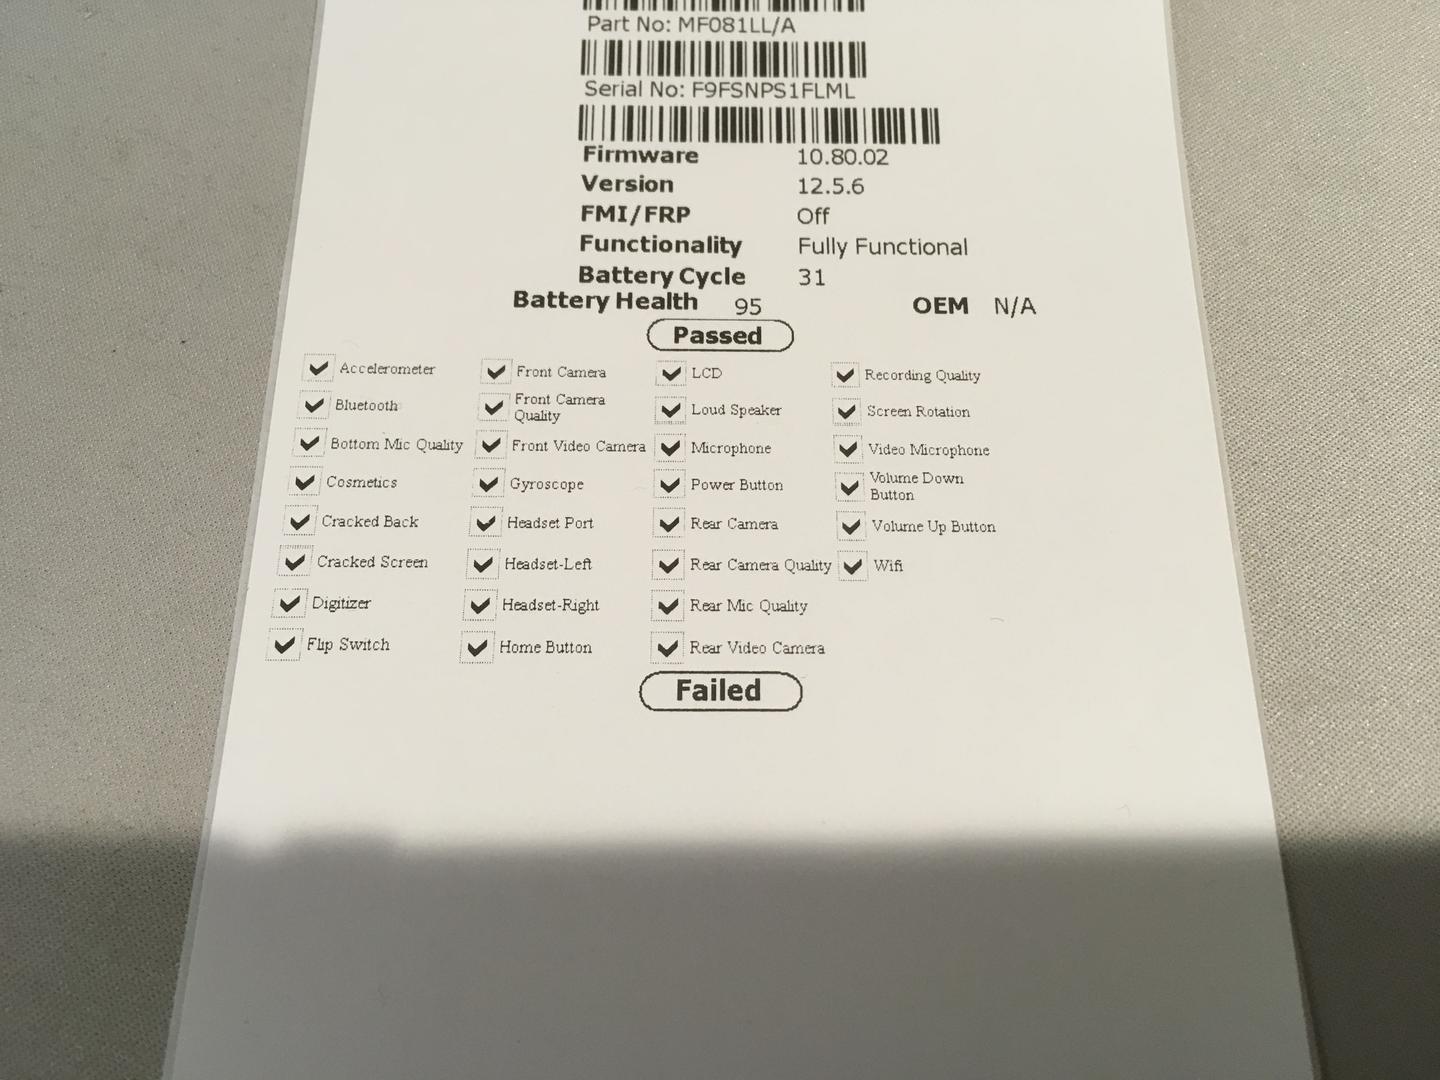 Part No: MF081LL/A
Serial No: F9FSNPS1FLML
Firmware 10.80.02
Version 12.5.6
FMI/FRP Off
Functionality Fully Functional
Battery Cycle 31
Battery Health 95 OEM N/A
Passed
Accelerometer Front Camera LCD Recording Quality
Bluetooth Front Camera Quality Loud Speaker Screen Rotation
Bottom Mic Quality Front Video Camera Microphone Video Microphone
Cosmetics Gyroscope Power Button Volume Down Button
Cracked Back Headset Port Rear Camera Volume Up Button
Cracked Screen Headset-Left Rear Camera Quality Wifi
Digitizer Headset-Right Rear Mic Quality
Flip Switch Home Button Rear Video Camera
Failed